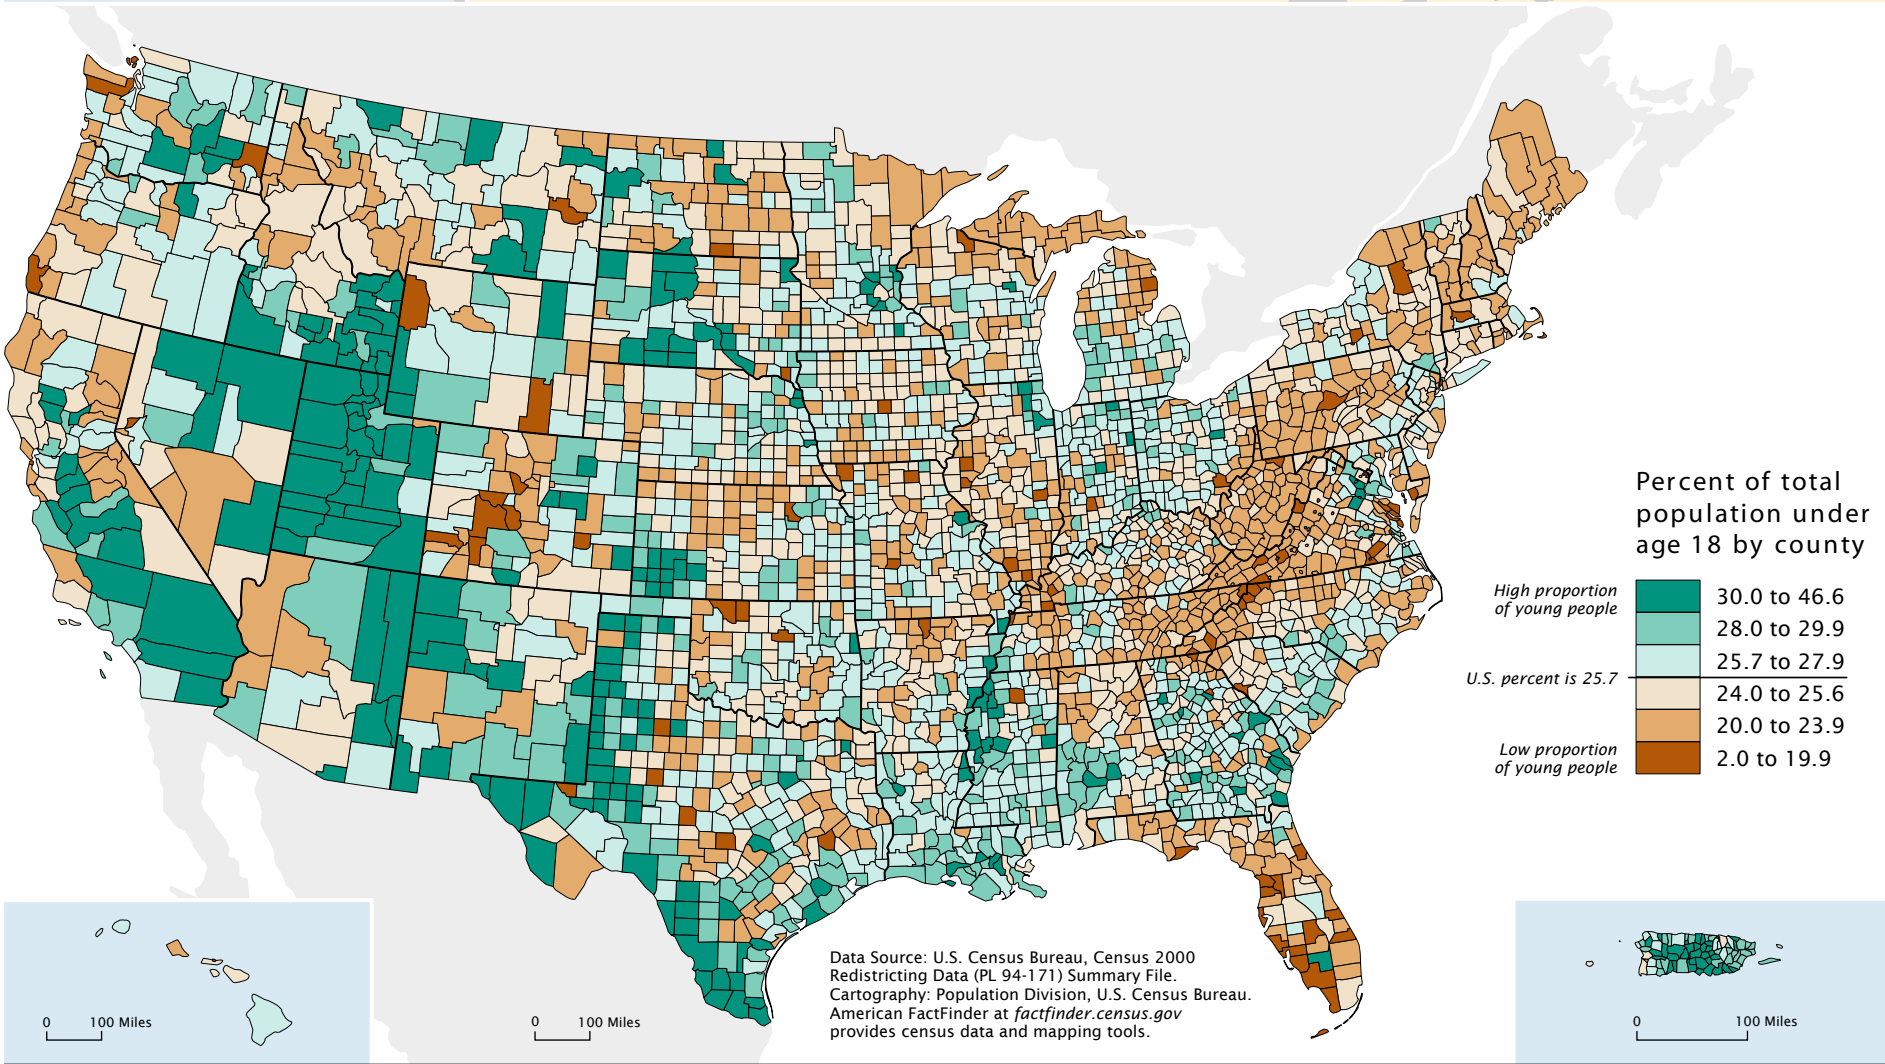 Percent of total
population under
age 18 by county
High proportion
of young people
30.0 to 46.6
28.0 to 29.9
25.7 to 27.9
U.S. percent is 25.7
24.0 to 25.6
20.0 to 23.9
Low proportion
of young people
2.0 to 19.9
Data Source: U.S. Census Bureau, Census 2000
Redistricting Data (PL 94-171) Summary File.
Cartography: Population Division, U.S. Census Bureau.
American FactFinder at factfinder.census.gov
provides census data and mapping tools.
0 100 Miles
0 100 Miles
0 100 Miles